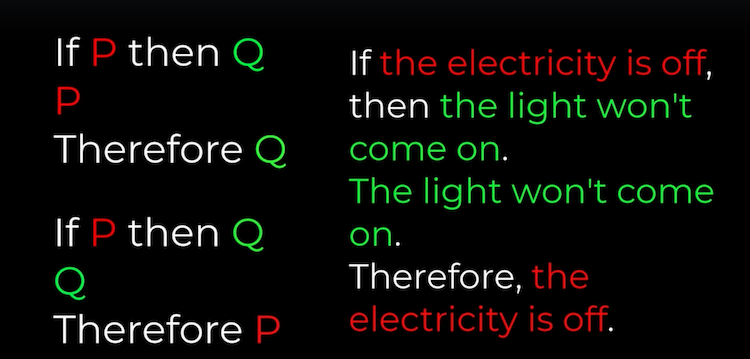 If P then Q
P
Therefore Q
If P then Q
Q
Therefore P
If the electricity is off,
then the light won't
come on.
The light won't come
on.
Therefore, the
electricity is off.